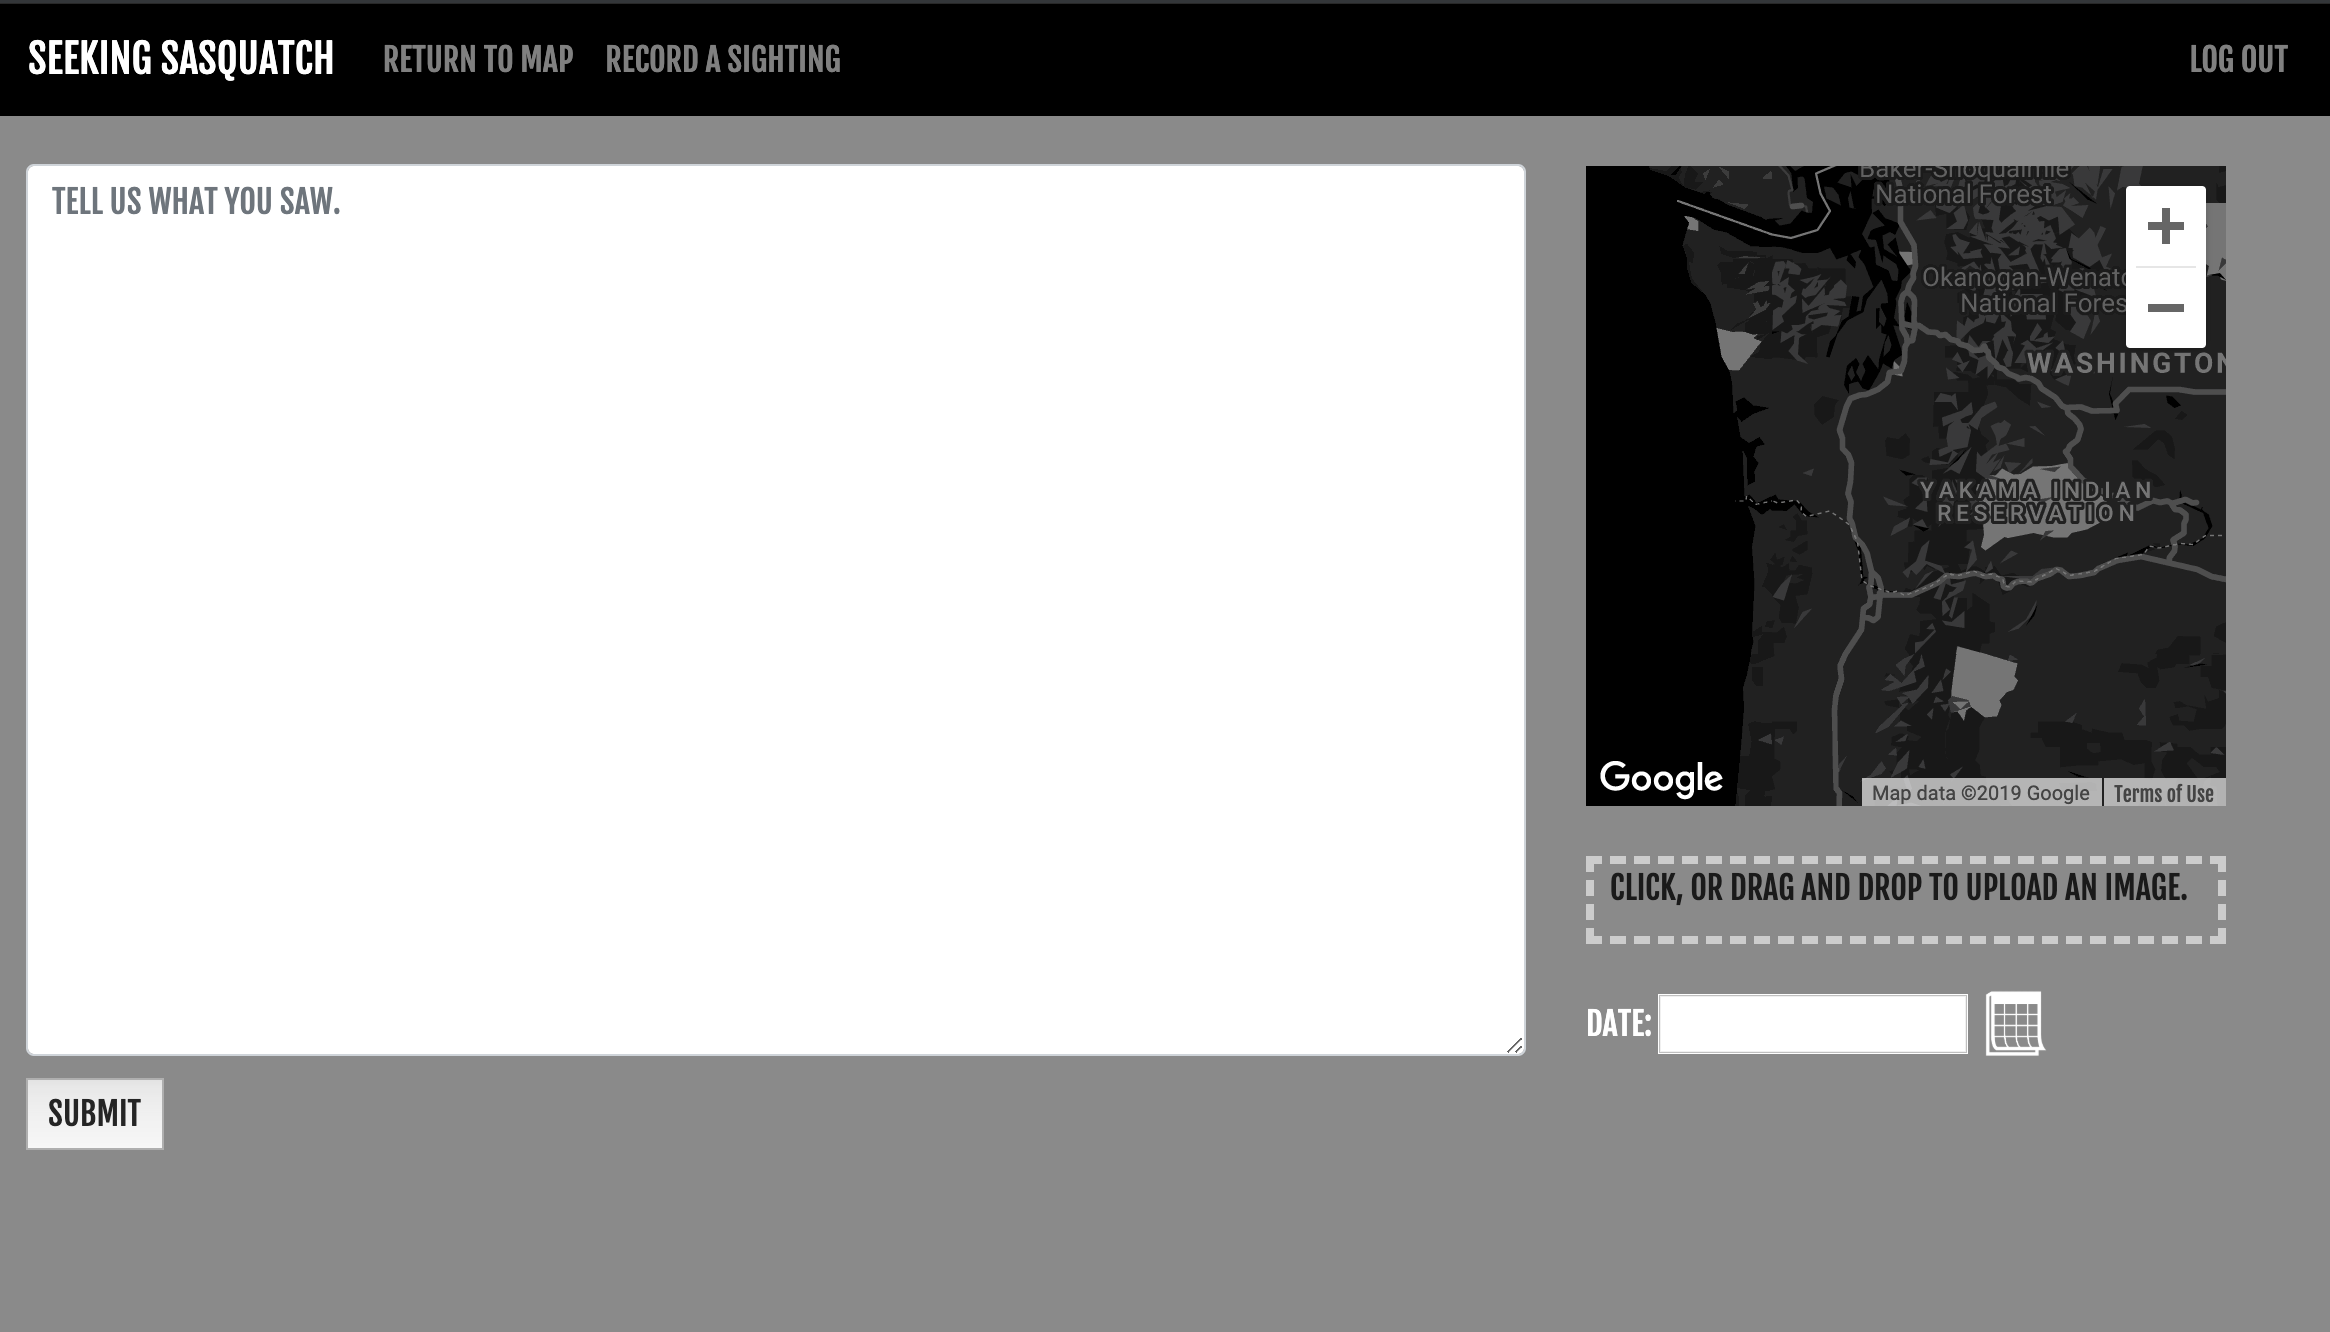 SEEKING SASQUATCH
RETURN TO MAP
RECORD A SIGHTING
LOG OUT
TELL US WHAT YOU SAW.
Baker-Snoqualmie
National Forest
Okanogan-Wenatc
National Fores
WASHINGTON
YAKAMA INDIAN
RESERVATION
Google
Map data ©2019 Google
Terms of Use
CLICK, OR DRAG AND DROP TO UPLOAD AN IMAGE.
DATE:
SUBMIT